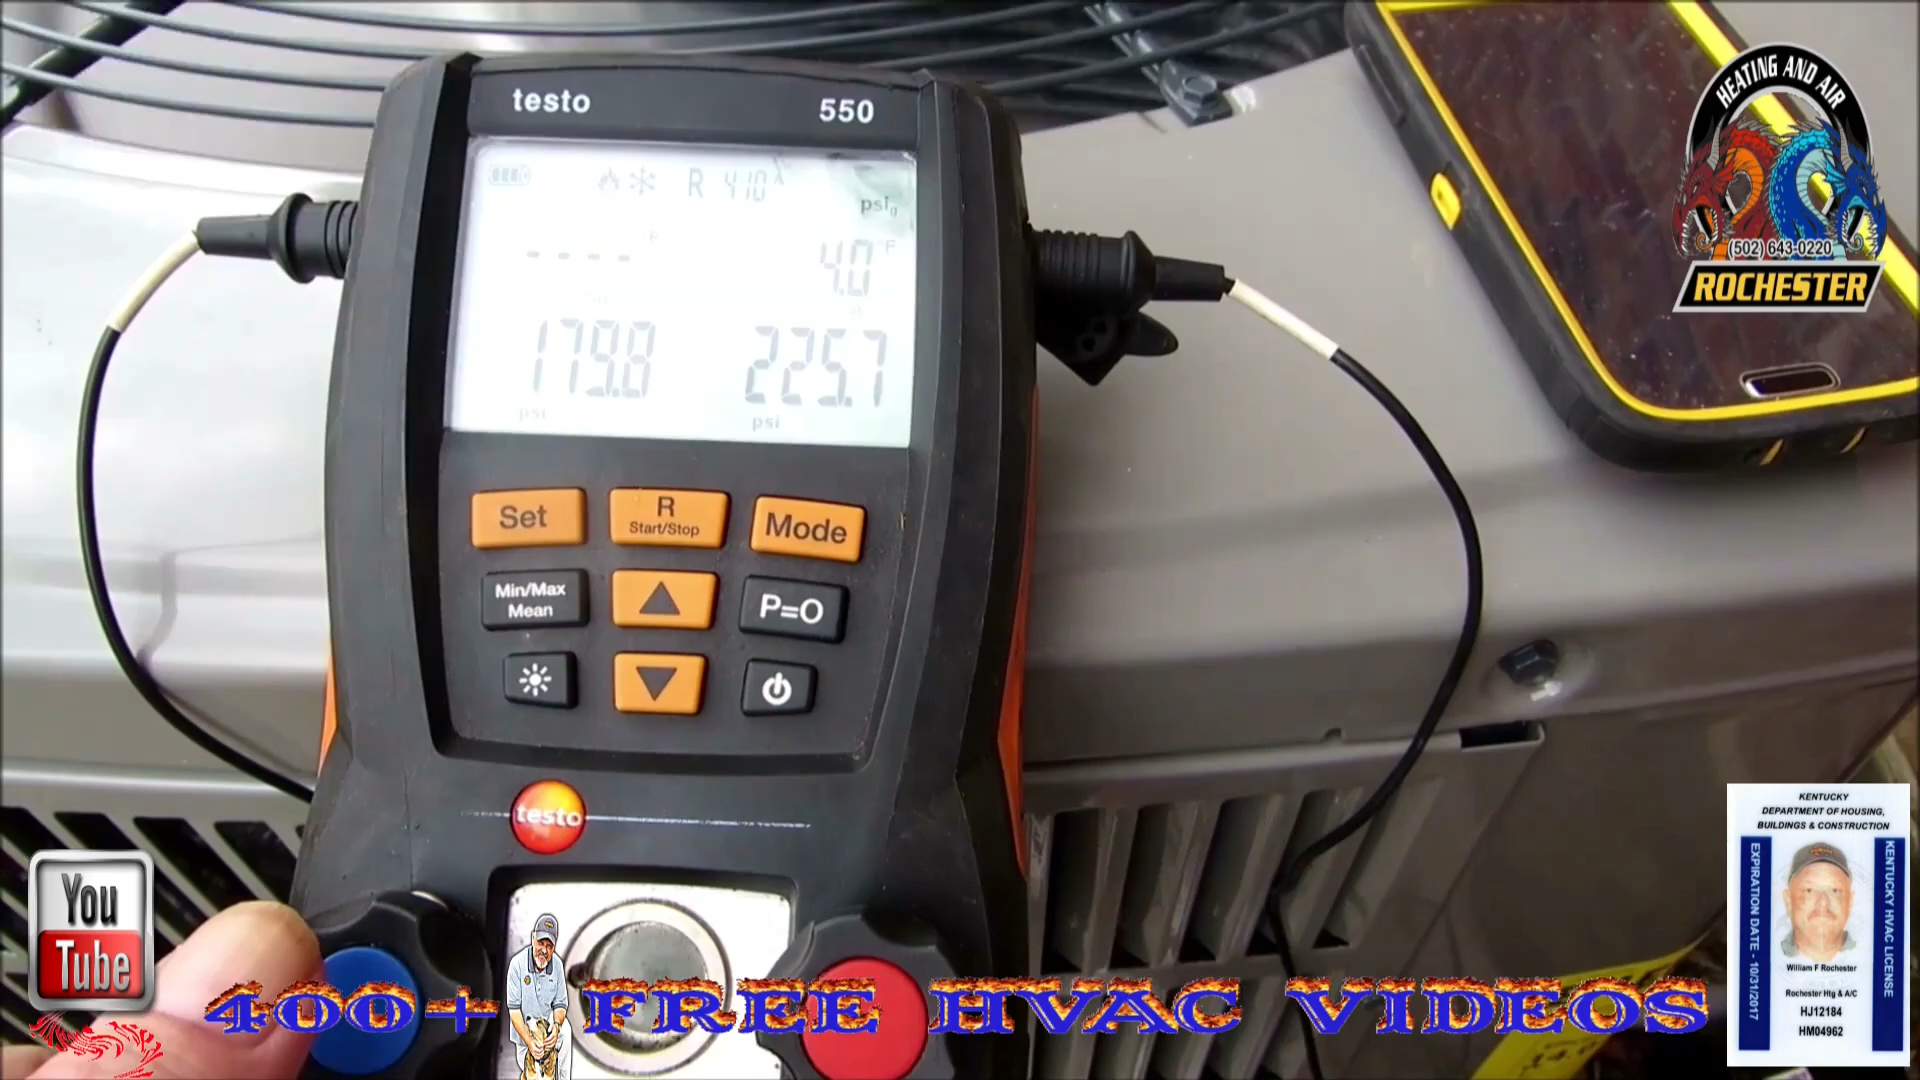 testo
550
R 410A
psig
----
4.0 °F
179.8
225.7
psi
psi
Set
R
Start/Stop
Mode
Min/Max
Mean
P=O
testo
HEATING AND AIR
(502) 643-0220
ROCHESTER
You
Tube
400+ FREE HVAC VIDEOS
KENTUCKY
DEPARTMENT OF HOUSING,
BUILDINGS & CONSTRUCTION
EXPIRATION DATE - 10/31/2017
KENTUCKY HVAC LICENSE
William F Rochester
Rochester Htg & A/C
HJ12184
HM04962